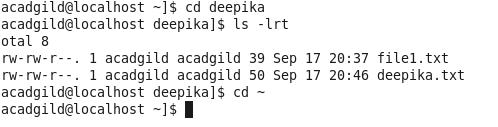 acadgild@localhost ~]$ cd deepika
acadgild@localhost deepika]$ ls -lrt
otal 8
rw-rw-r--. 1 acadgild acadgild 39 Sep 17 20:37 file1.txt
rw-rw-r--. 1 acadgild acadgild 50 Sep 17 20:46 deepika.txt
acadgild@localhost deepika]$ cd ~
acadgild@localhost ~]$